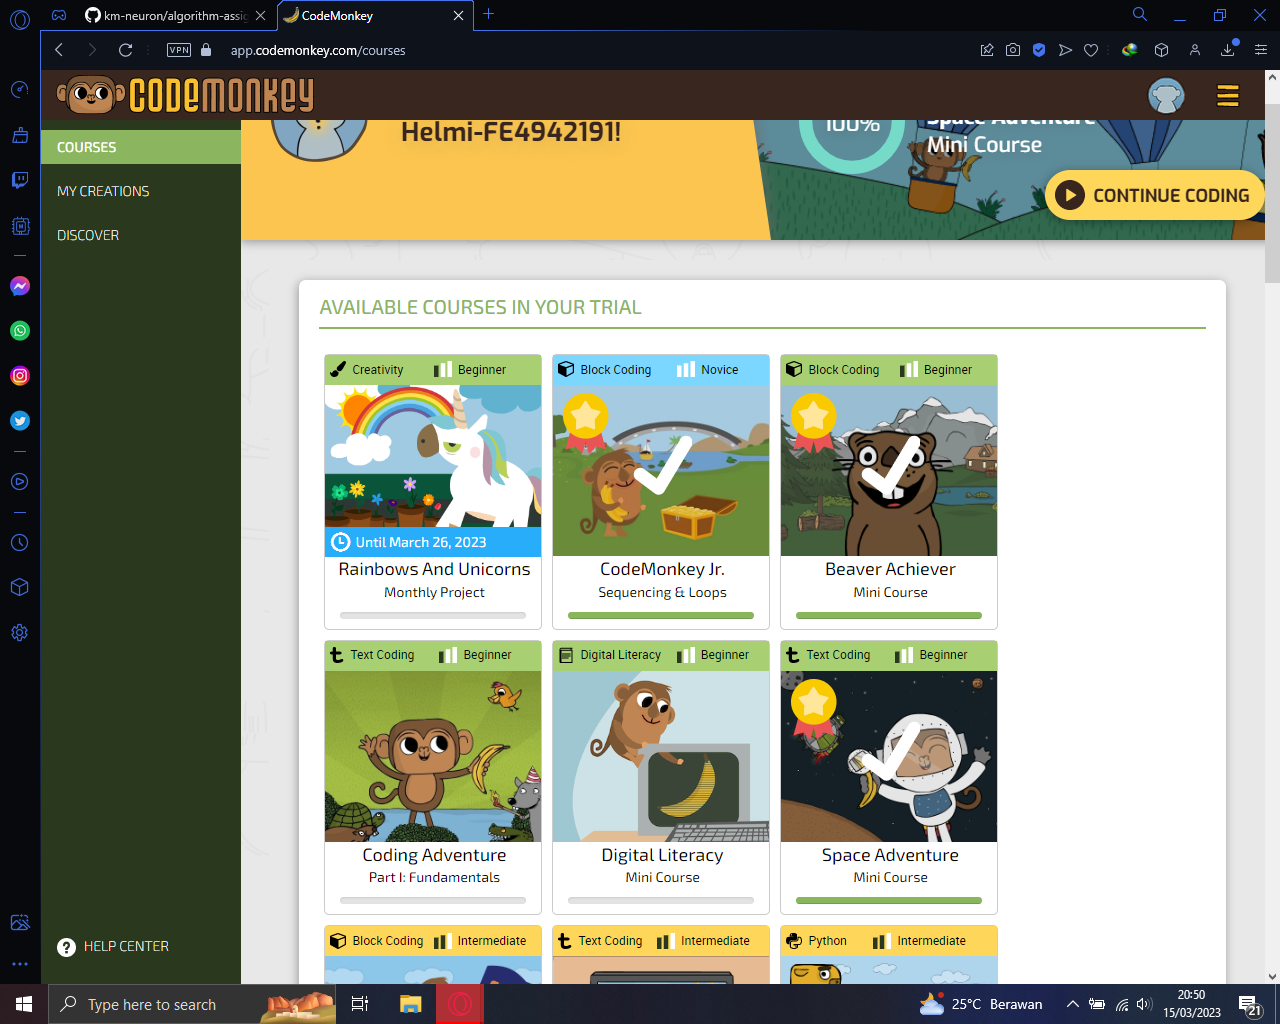 km-neuron/algorithm-assig
CodeMonkey
VPN
app.codemonkey.com/courses
CODEMONKEY
Helmi-FE4942191!
100%
Space Adventure
Mini Course
CONTINUE CODING
COURSES
MY CREATIONS
DISCOVER
HELP CENTER
AVAILABLE COURSES IN YOUR TRIAL
Creativity Beginner
Until March 26, 2023
Rainbows And Unicorns
Monthly Project
Block Coding Novice
CodeMonkey Jr.
Sequencing & Loops
Block Coding Beginner
Beaver Achiever
Mini Course
t Text Coding Beginner
Coding Adventure
Part I: Fundamentals
Digital Literacy Beginner
Digital Literacy
Mini Course
t Text Coding Beginner
Space Adventure
Mini Course
Block Coding Intermediate
t Text Coding Intermediate
Python Intermediate
Type here to search
25°C Berawan
20:50
15/03/2023
21